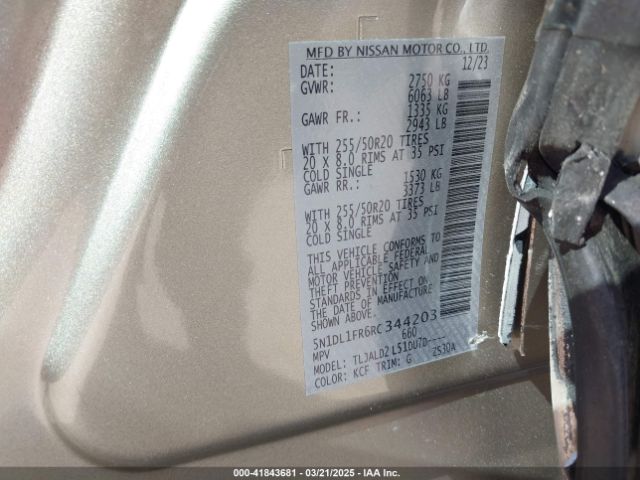 MFD BY NISSAN MOTOR CO., LTD.
DATE: 12/23
GVWR: 2750 KG
6063 LB
GAWR FR.: 1335 KG
2943 LB
WITH 255/50R20 TIRES
20 X 8.0 RIMS AT 35 PSI
COLD SINGLE
GAWR RR.: 1530 KG
3373 LB
WITH 255/50R20 TIRES
20 X 8.0 RIMS AT 35 PSI
COLD SINGLE
THIS VEHICLE CONFORMS TO
ALL APPLICABLE FEDERAL
MOTOR VEHICLE SAFETY AND
THEFT PREVENTION
STANDARDS IN EFFECT ON
THE DATE OF MANUFACTURE
SHOWN ABOVE.
5N1DL1FR6RC344203
MPV 660
MODEL: TLJALDZ L51DUTD----
COLOR: KCF TRIM: G 2530A
000-41843681 - 03/21/2025 - IAA Inc.